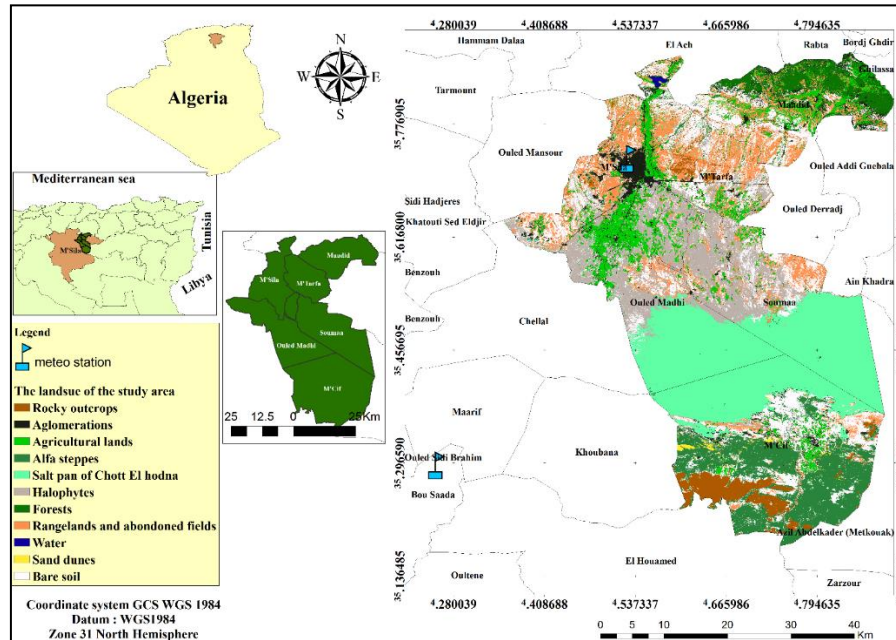 Algeria
N
W
E
S
Mediterranean sea
Tunisia
Libya
M'Sila
Maadid
M'Sila
M'Tarfa
Soumaa
Ouled Madhi
M'Cif
25 12.5 0 25Km
Legend
meteo station
The landsue of the study area
Rocky outcrops
Aglomerations
Agricultural lands
Alfa steppes
Salt pan of Chott El hodna
Halophytes
Forests
Rangelands and abondoned fields
Water
Sand dunes
Bare soil
Coordinate system GCS WGS 1984
Datum : WGS1984
Zone 31 North Hemisphere
4.280039 4.408688 4.537337 4.665986 4.794635
Hammam Dalaa
El Ach
Rabta
Bordj Ghdir
Ghilassa
Tarmount
Maadid
35.776905
Ouled Mansour
M'Sila
M'Tarfa
Ouled Addi Guebala
Sidi Hadjeres
Khatouti Sed Eldjir
Ouled Derradj
35.616800
Benzouh
Ain Khadra
Ouled Madhi
Soumaa
Benzouh
Chellal
35.456695
Maarif
M'Cif
Ouled Sidi Brahim
Khoubana
35.296590
Bou Saada
Azil Abdelkader (Metkouak)
El Houamed
35.136485
Oultene
Zarzour
4.280039 4.408688 4.537337 4.665986 4.794635
0 5 10 20 30 40
Km